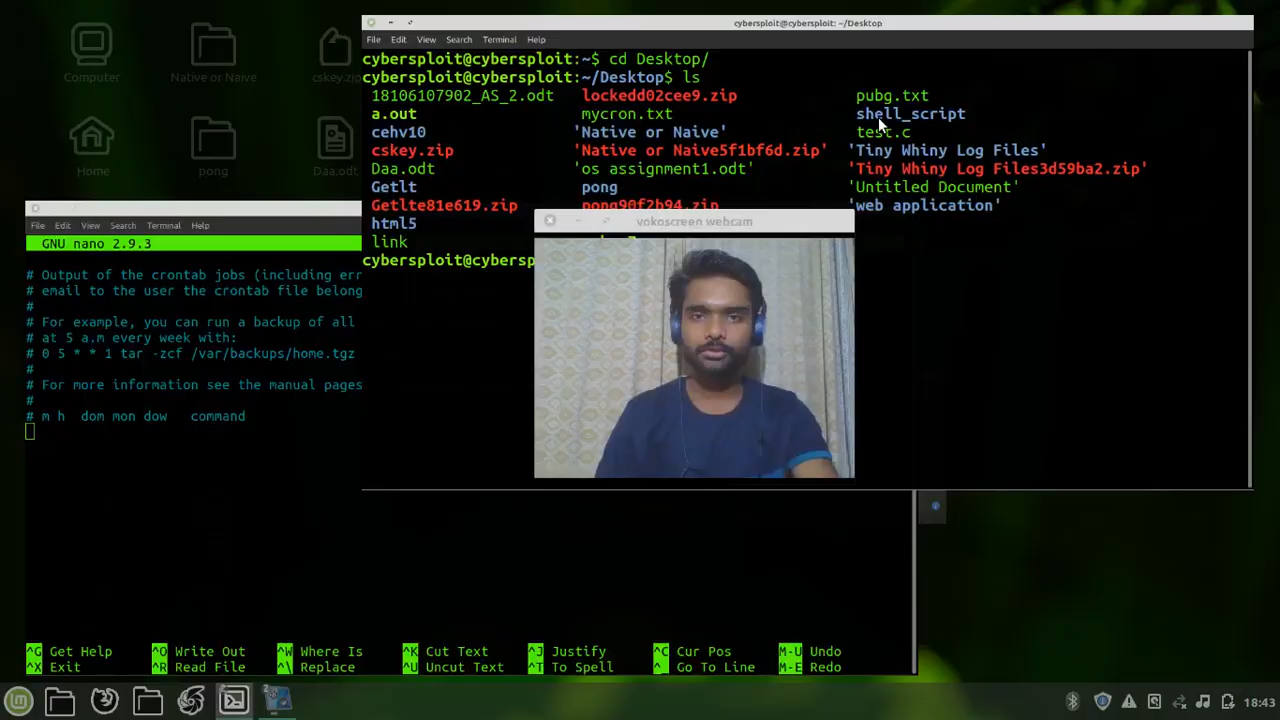 cybersploit@cybersploit: ~/Desktop
File Edit View Search Terminal Help
cybersploit@cybersploit:~$ cd Desktop/
cybersploit@cybersploit:~/Desktop$ ls
18106107902_AS_2.odt lockedd02cee9.zip pubg.txt
a.out mycron.txt shell_script
cehv10 'Native or Naive' test.c
cskey.zip 'Native or Naive5f1bf6d.zip' 'Tiny Whiny Log Files'
Daa.odt 'os assignment1.odt' 'Tiny Whiny Log Files3d59ba2.zip'
Getlt pong 'Untitled Document'
Getlte81e619.zip pong90f2b94.zip 'web application'
html5
link
cybersploit@cybersp
vokoscreen webcam
Computer
Native or Naive
cskey.zip
Home
pong
Daa.odt
File Edit View Search Terminal Help
GNU nano 2.9.3
# Output of the crontab jobs (including err
# email to the user the crontab file belong
#
# For example, you can run a backup of all
# at 5 a.m every week with:
# 0 5 * * 1 tar -zcf /var/backups/home.tgz
#
# For more information see the manual pages
#
# m h dom mon dow command
^G Get Help ^O Write Out ^W Where Is ^K Cut Text ^J Justify ^C Cur Pos M-U Undo
^X Exit ^R Read File ^\ Replace ^U Uncut Text ^T To Spell ^_ Go To Line M-E Redo
18:43